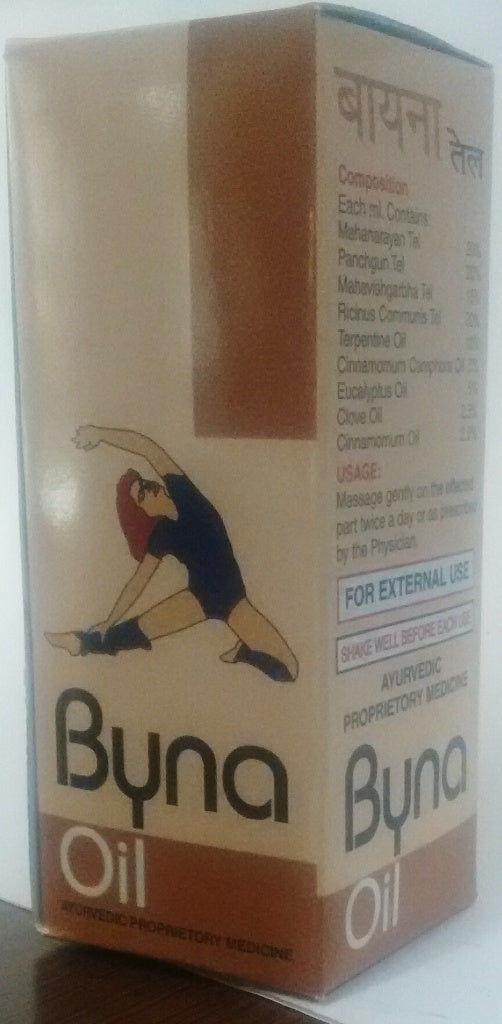 Byna
Oil
AYURVEDIC PROPRIETORY MEDICINE
बायना
तेल
Composition
Each ml. Contains:
Mahanarayan Tel
Panchgun Tel
Mahavishgarbha Tel
Ricinus Communis Tel
Terpentine Oil
Cinnamomum Camphora Oil
Eucalyptus Oil
Clove Oil
Cinnamomum Oil
USAGE:
Massage gently on the effected
part twice a day or as prescribed
by the Physician.
FOR EXTERNAL USE
SHAKE WELL BEFORE EACH USE
AYURVEDIC
PROPRIETORY MEDICINE
Byna
Oil